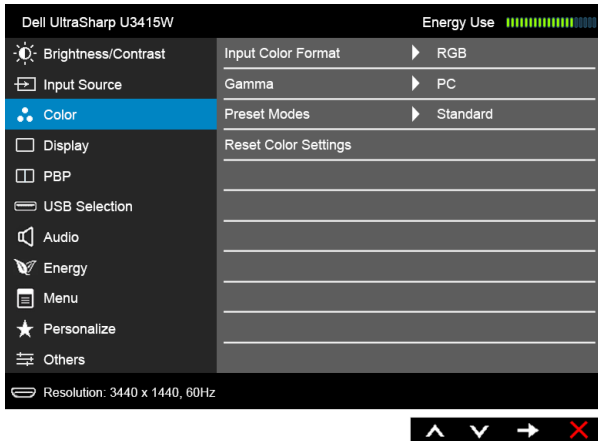 Dell UltraSharp U3415W Energy Use
Brightness/Contrast Input Color Format RGB
Input Source Gamma PC
Color Preset Modes Standard
Display Reset Color Settings
PBP
USB Selection
Audio
Energy
Menu
Personalize
Others
Resolution: 3440 x 1440, 60Hz